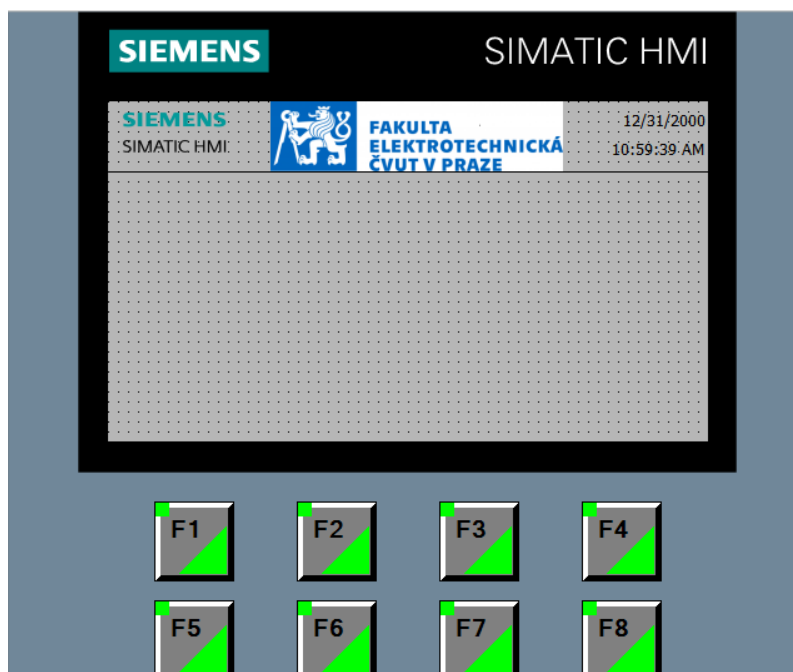 SIEMENS
SIMATIC HMI
SIEMENS
SIMATIC HMI
FAKULTA
ELEKTROTECHNICKÁ
ČVUT V PRAZE
12/31/2000
10:59:39 AM
F1
F2
F3
F4
F5
F6
F7
F8